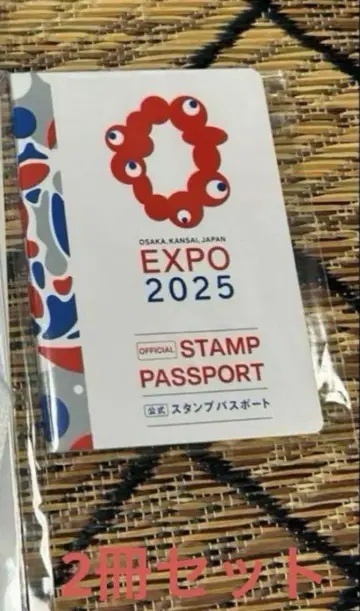 OSAKA, KANSAI, JAPAN
EXPO
2025
OFFICIAL STAMP
PASSPORT
公式 スタンプパスポート
2冊セット